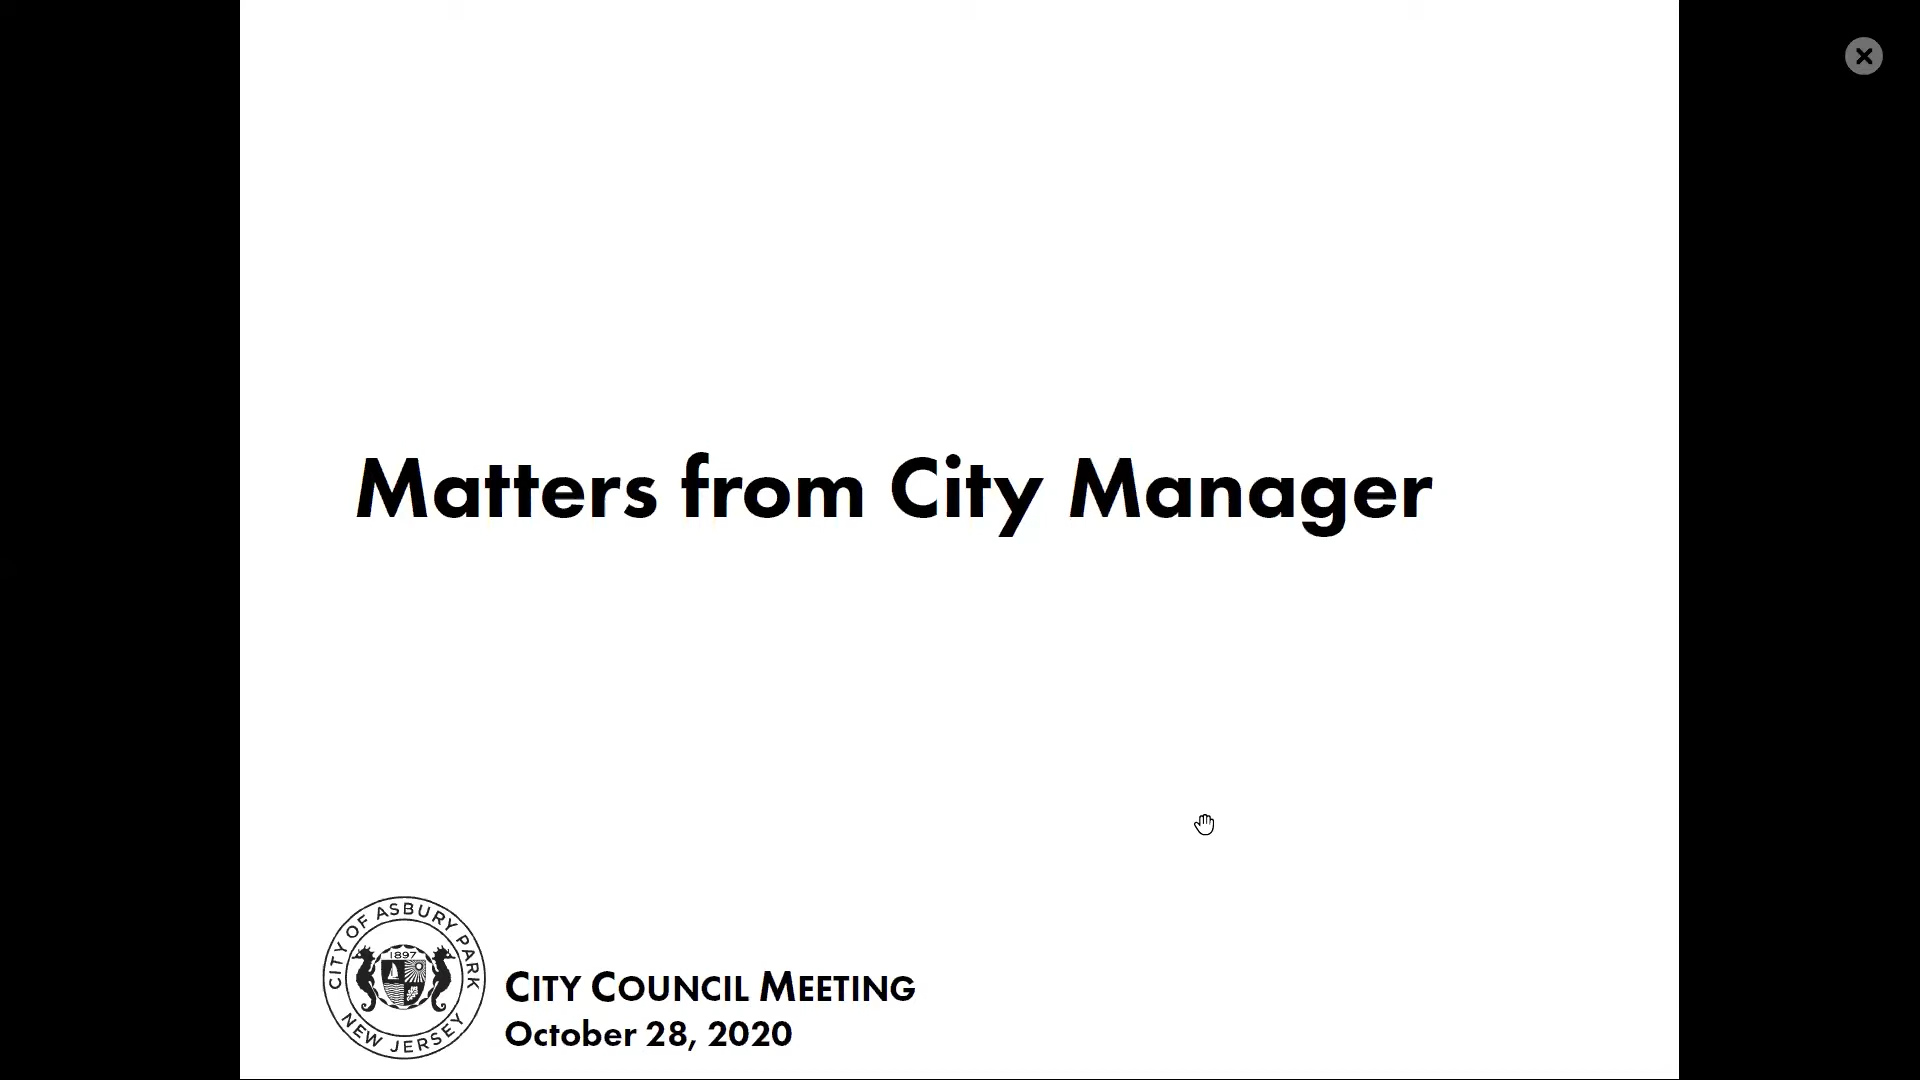 Matters from City Manager
CITY OF ASBURY PARK
1897
NEW JERSEY
CITY COUNCIL MEETING
October 28, 2020